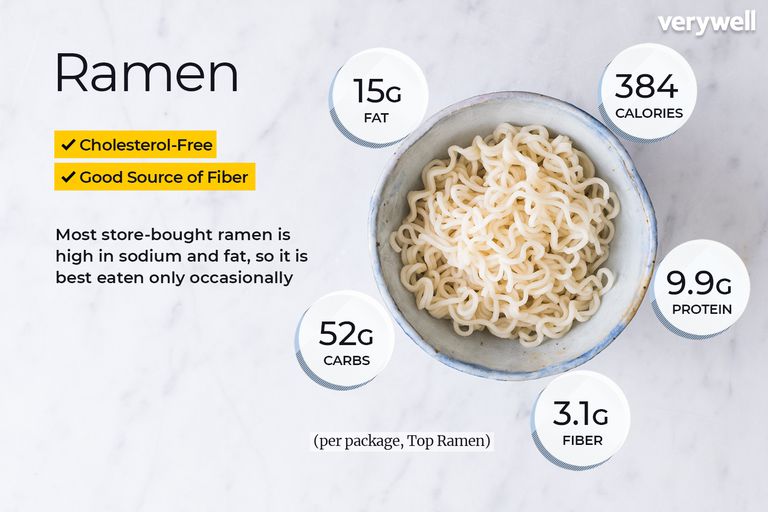 verywell
Ramen
✓ Cholesterol-Free
✓ Good Source of Fiber
Most store-bought ramen is
high in sodium and fat, so it is
best eaten only occasionally
15G
FAT
384
CALORIES
9.9G
PROTEIN
52G
CARBS
3.1G
FIBER
(per package, Top Ramen)